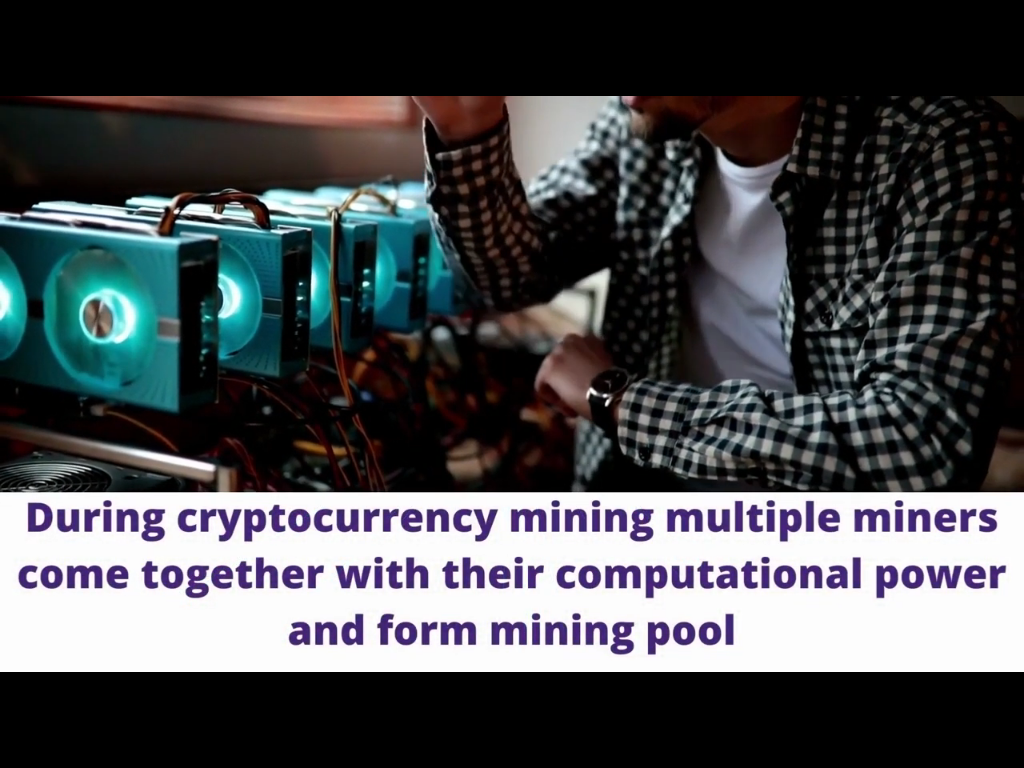 During cryptocurrency mining multiple miners
come together with their computational power
and form mining pool